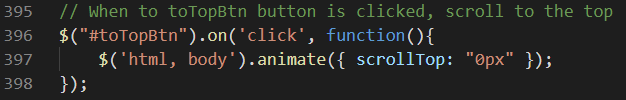 395 // When to toTopBtn button is clicked, scroll to the top
396 $("#toTopBtn").on('click', function(){
397     $('html, body').animate({ scrollTop: "0px" });
398 });